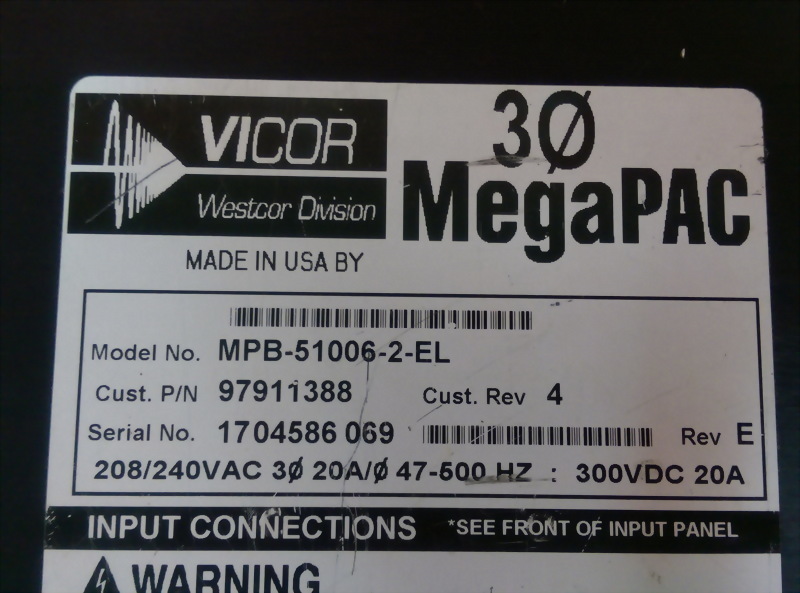 VICOR
Westcor Division
3Ø
MegaPAC
MADE IN USA BY
Model No. MPB-51006-2-EL
Cust. P/N 97911388 Cust. Rev 4
Serial No. 1704586 069 Rev E
208/240VAC 3Ø 20A/Ø 47-500 HZ : 300VDC 20A
INPUT CONNECTIONS *SEE FRONT OF INPUT PANEL
WARNING